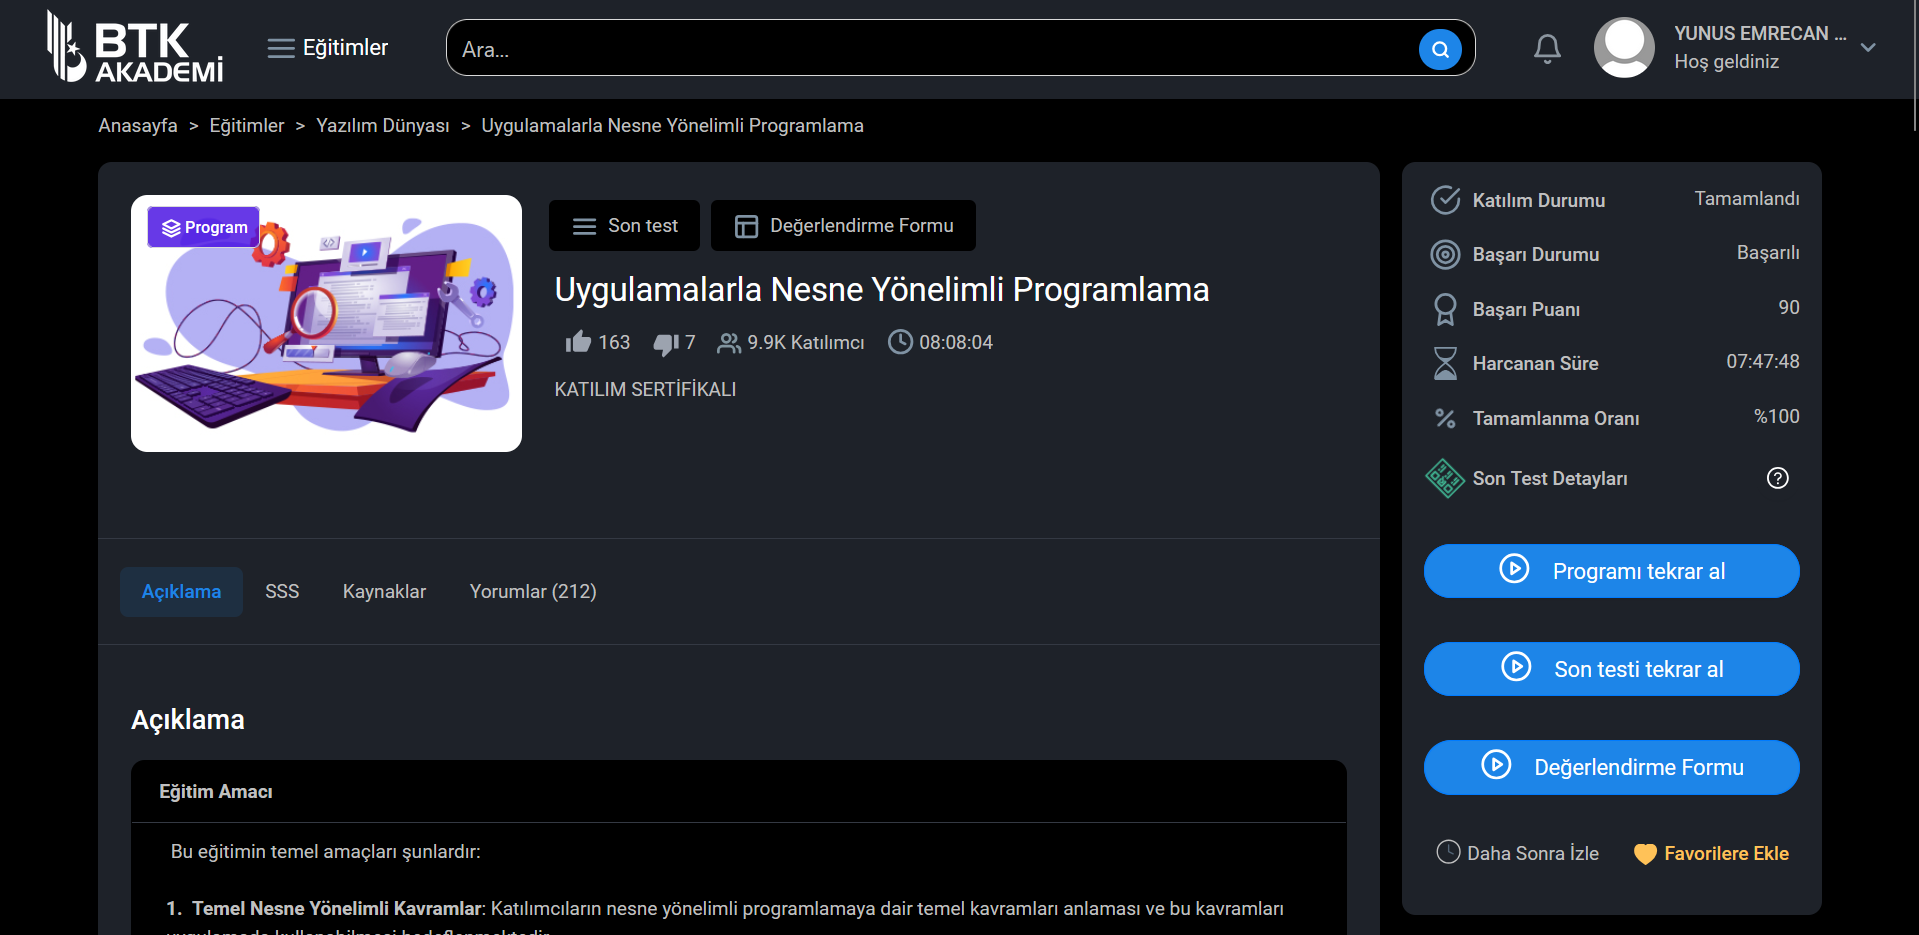 BTK
AKADEMİ
Eğitimler
Ara...
YUNUS EMRECAN ...
Hoş geldiniz
Anasayfa > Eğitimler > Yazılım Dünyası > Uygulamalarla Nesne Yönelimli Programlama
Program
Son test
Değerlendirme Formu
Uygulamalarla Nesne Yönelimli Programlama
163 7 9.9K Katılımcı 08:08:04
KATILIM SERTİFİKALI
Açıklama SSS Kaynaklar Yorumlar (212)
Açıklama
Eğitim Amacı
Bu eğitimin temel amaçları şunlardır:
1. Temel Nesne Yönelimli Kavramlar: Katılımcıların nesne yönelimli programlamaya dair temel kavramları anlaması ve bu kavramları
uygulamada kullanabilmesi hedeflenmektedir.
Katılım Durumu Tamamlandı
Başarı Durumu Başarılı
Başarı Puanı 90
Harcanan Süre 07:47:48
Tamamlanma Oranı %100
Son Test Detayları
Programı tekrar al
Son testi tekrar al
Değerlendirme Formu
Daha Sonra İzle
Favorilere Ekle